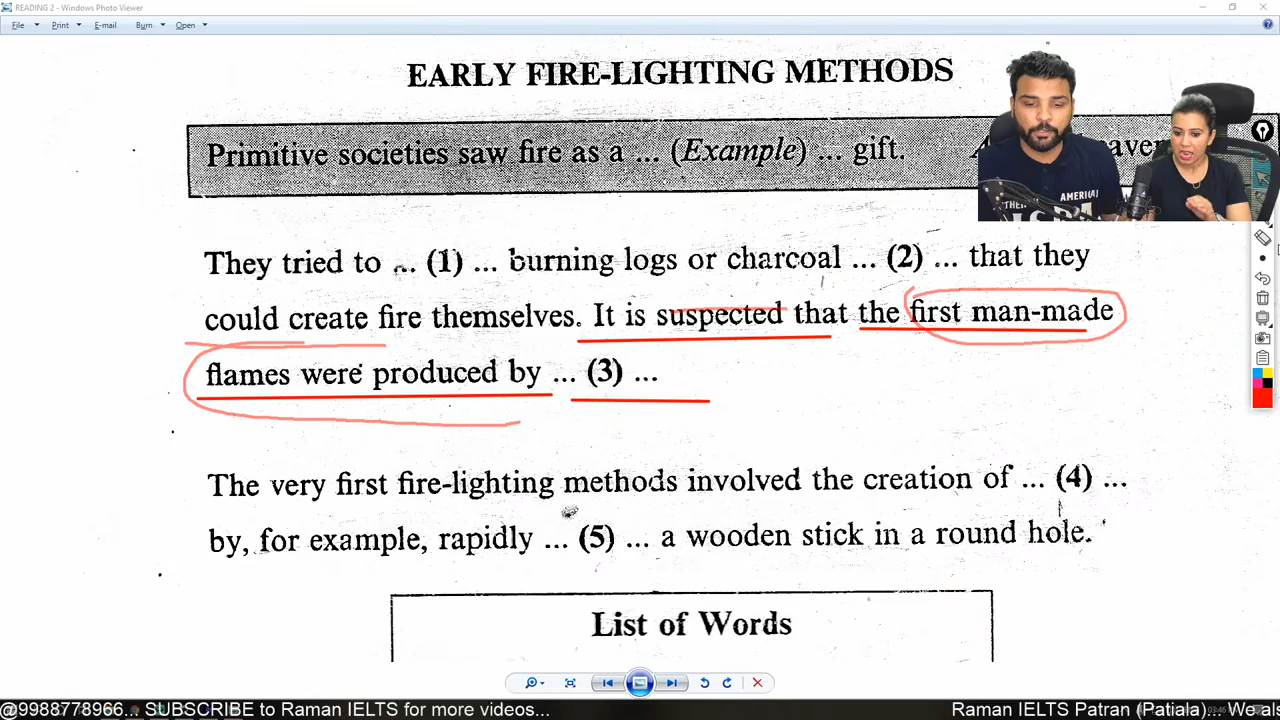 READING 2 - Windows Photo Viewer
File Print E-mail Burn Open
EARLY FIRE-LIGHTING METHODS
Primitive societies saw fire as a ... (Example) ... gift.
They tried to ... (1) ... burning logs or charcoal ... (2) ... that they
could create fire themselves. It is suspected that the first man-made
flames were produced by ... (3) ...
The very first fire-lighting methods involved the creation of ... (4) ...
by, for example, rapidly ... (5) ... a wooden stick in a round hole.
List of Words
AMERICA
@9988778966... SUBSCRIBE to Raman IELTS for more videos... Raman IELTS Patran (Patiala) We als
03:46